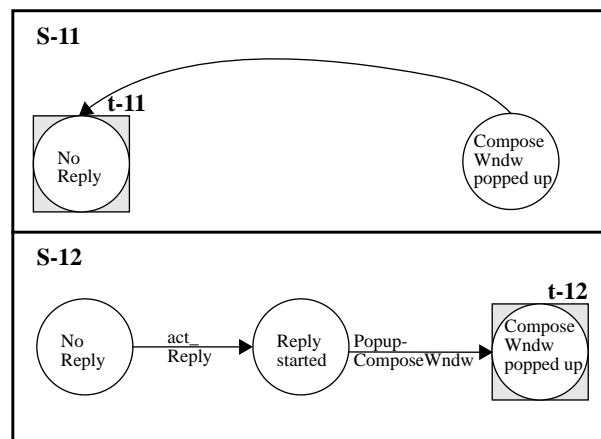 S-11
t-11
No
Reply
Compose
Wndw
popped up
S-12
t-12
No
Reply
act_
Reply
Reply
started
Popup-
ComposeWndw
Compose
Wndw
popped up